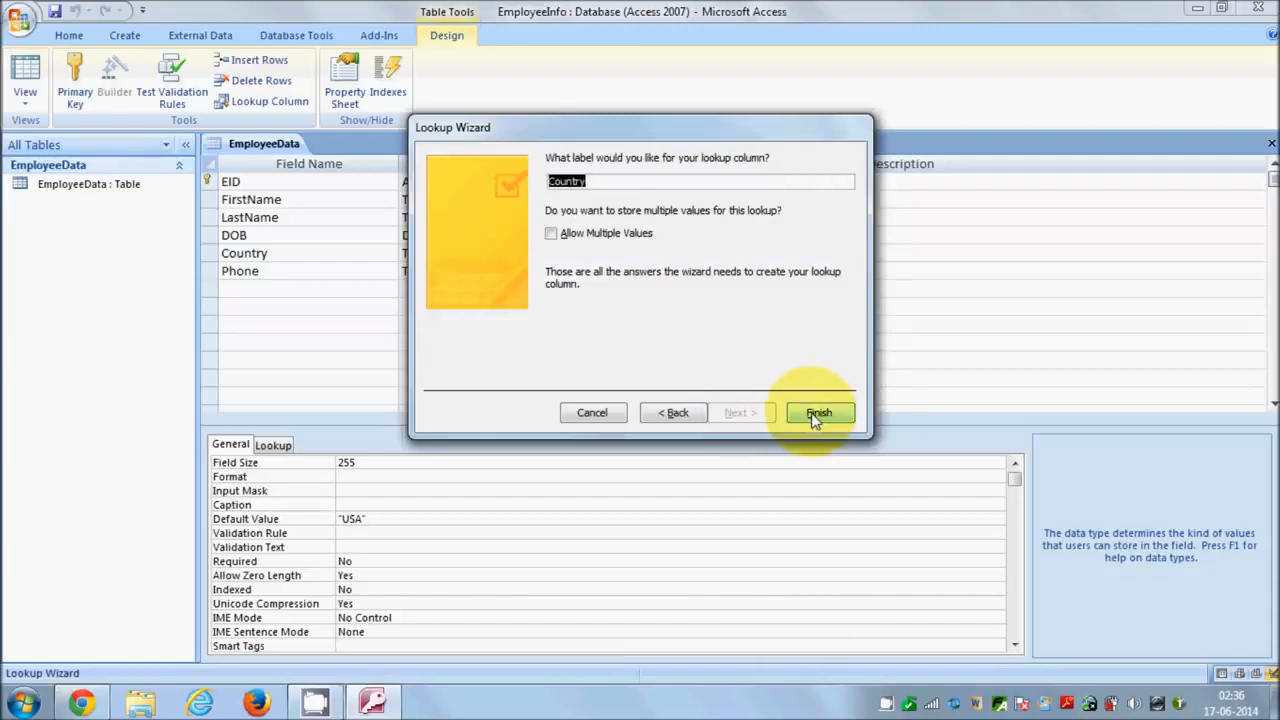 Table Tools
EmployeeInfo : Database (Access 2007) - Microsoft Access
Home
Create
External Data
Database Tools
Add-Ins
Design
View
Primary Key
Builder
Test Validation Rules
Insert Rows
Delete Rows
Lookup Column
Property Sheet
Indexes
Views
Tools
Show/Hide
All Tables
EmployeeData
EmployeeData : Table
EmployeeData
Field Name
escription
EID
FirstName
LastName
DOB
Country
Phone
Lookup Wizard
What label would you like for your lookup column?
Country
Do you want to store multiple values for this lookup?
Allow Multiple Values
Those are all the answers the wizard needs to create your lookup
column.
Cancel
< Back
Next >
Finish
General
Lookup
Field Size 255
Format
Input Mask
Caption
Default Value "USA"
Validation Rule
Validation Text
Required No
Allow Zero Length Yes
Indexed No
Unicode Compression Yes
IME Mode No Control
IME Sentence Mode None
Smart Tags
The data type determines the kind of values
that users can store in the field. Press F1 for
help on data types.
Lookup Wizard
02:36
17-06-2014